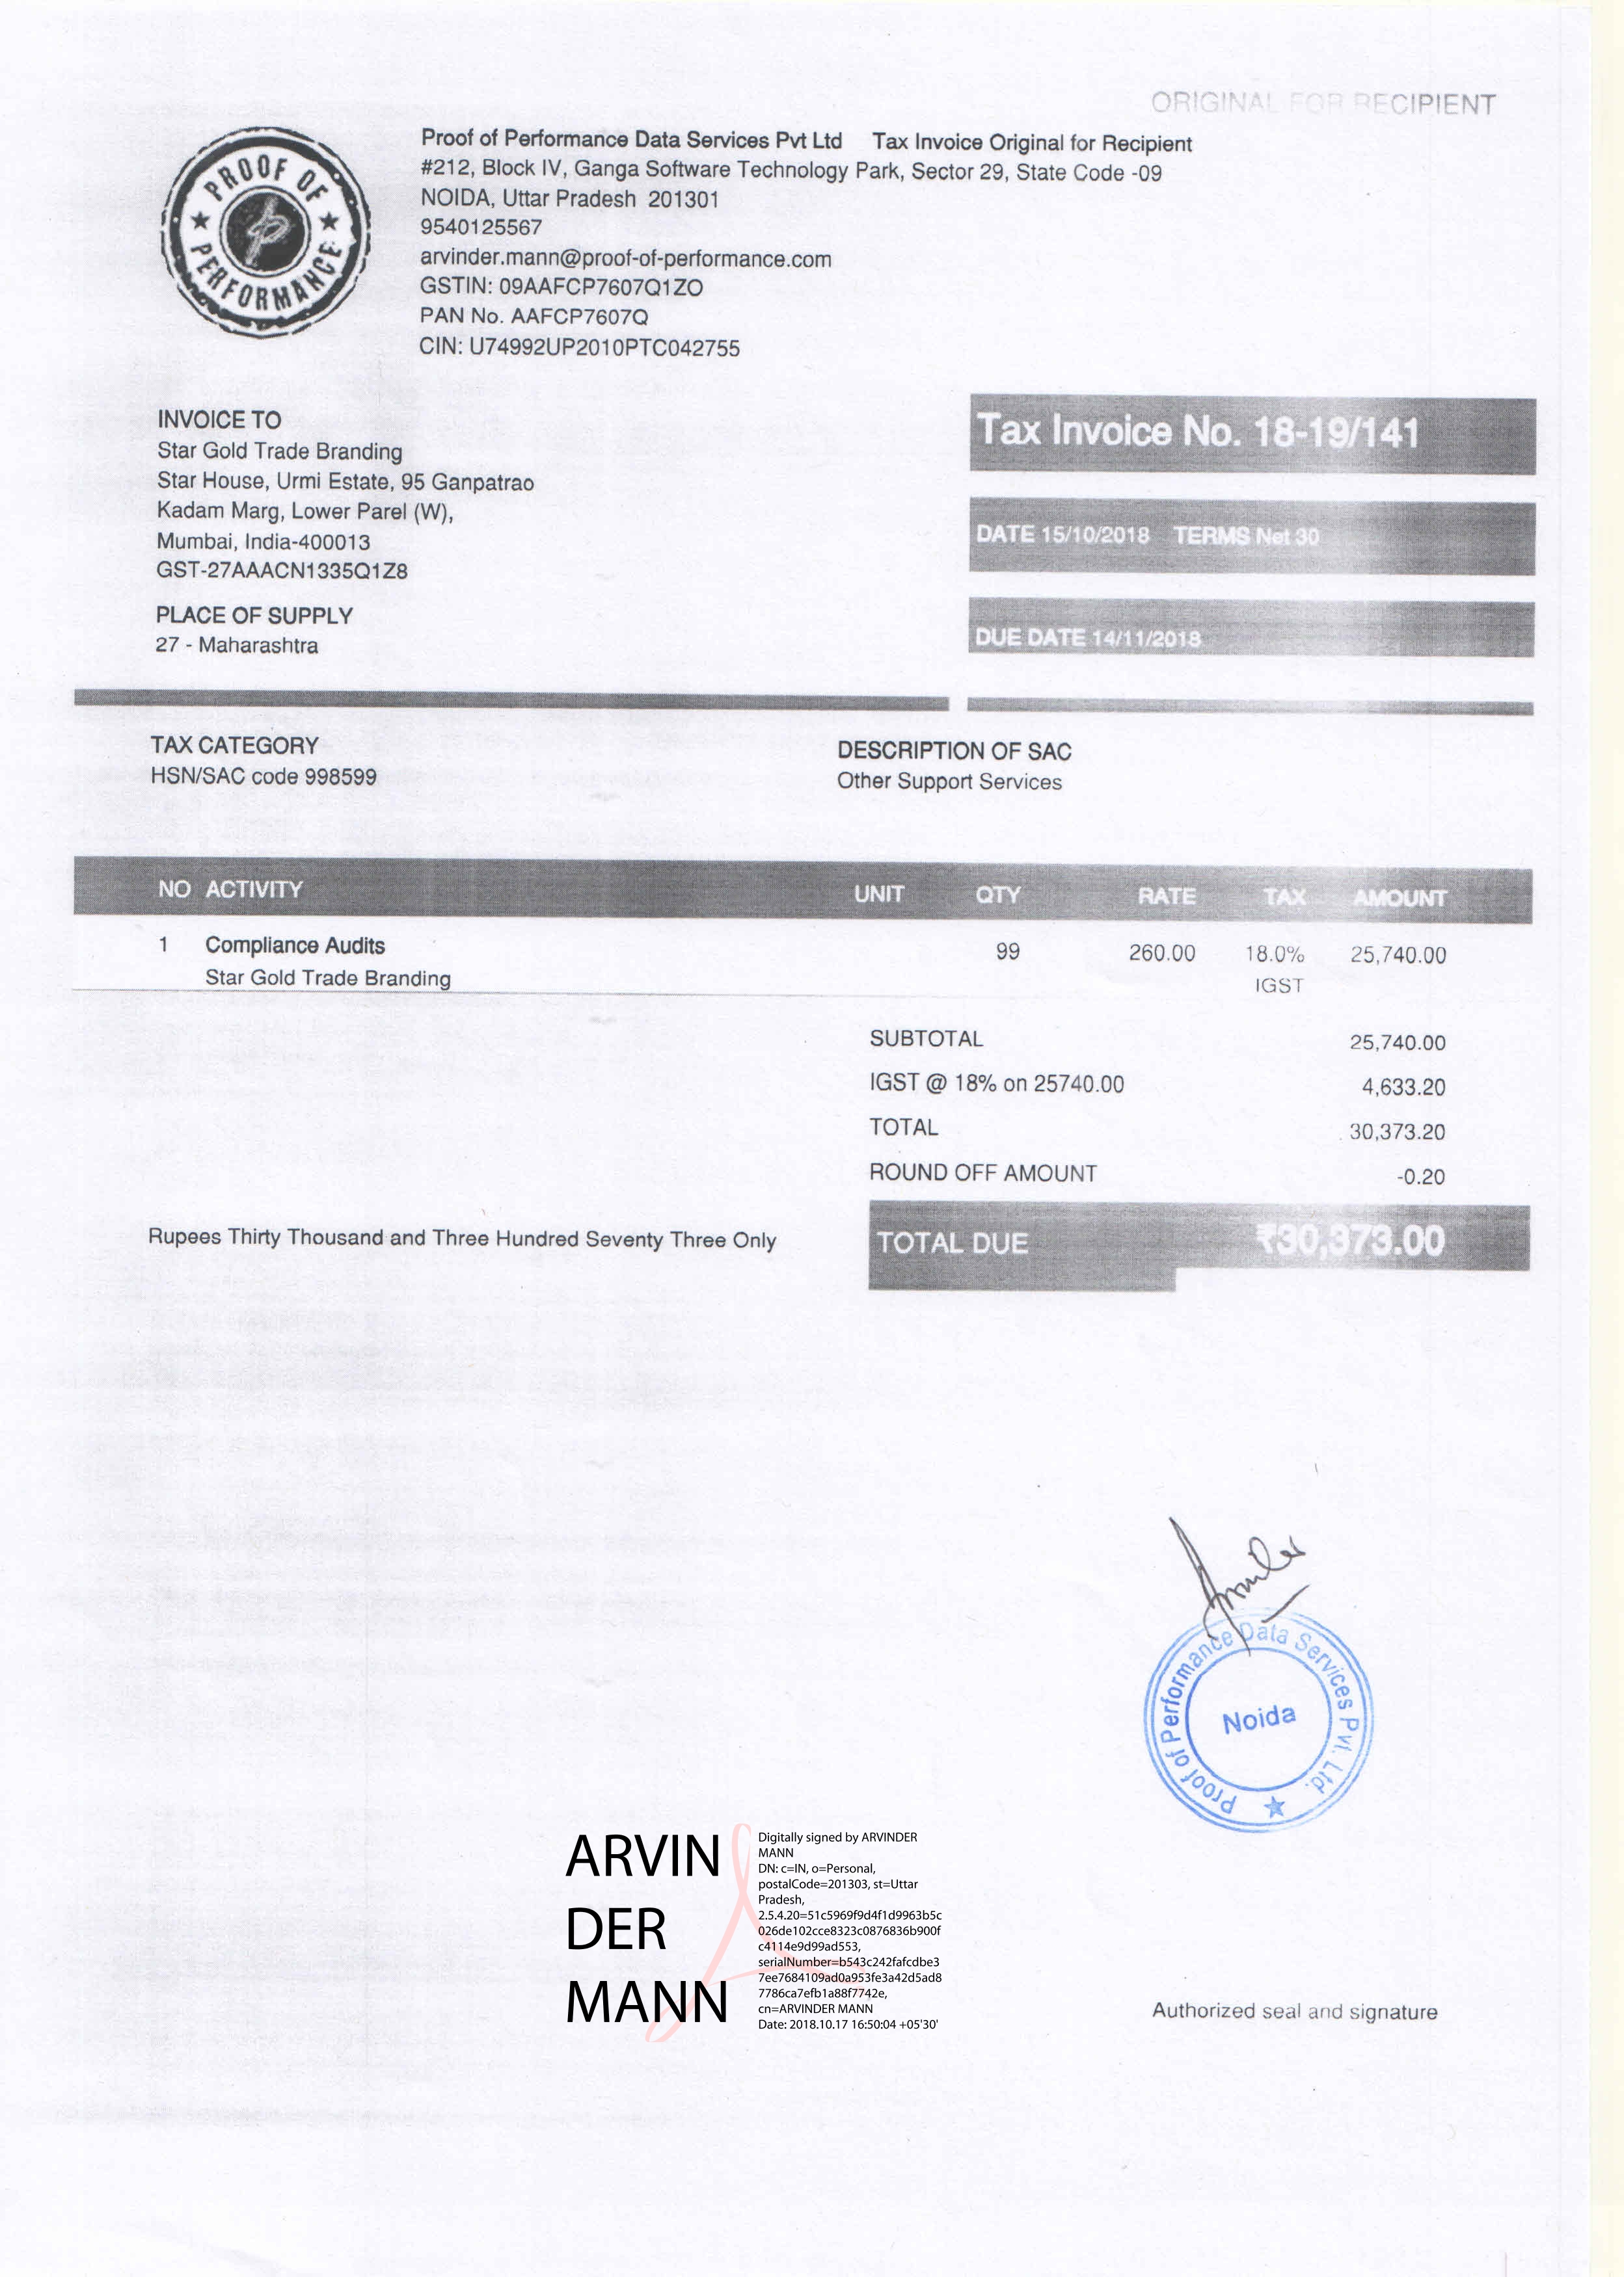 ORIGINAL FOR RECIPIENT
PROOF OF PERFORMANCE
Proof of Performance Data Services Pvt Ltd Tax Invoice Original for Recipient
#212, Block IV, Ganga Software Technology Park, Sector 29, State Code -09
NOIDA, Uttar Pradesh 201301
9540125567
arvinder.mann@proof-of-performance.com
GSTIN: 09AAFCP7607Q1ZO
PAN No. AAFCP7607Q
CIN: U74992UP2010PTC042755
INVOICE TO
Star Gold Trade Branding
Star House, Urmi Estate, 95 Ganpatrao
Kadam Marg, Lower Parel (W),
Mumbai, India-400013
GST-27AAACN1335Q1Z8
PLACE OF SUPPLY
27 - Maharashtra
Tax Invoice No. 18-19/141
DATE 15/10/2018 TERMS Net 30
DUE DATE 14/11/2018
TAX CATEGORY
HSN/SAC code 998599
DESCRIPTION OF SAC
Other Support Services
NO ACTIVITY UNIT QTY RATE TAX AMOUNT
1 Compliance Audits 99 260.00 18.0% 25,740.00
Star Gold Trade Branding IGST
SUBTOTAL 25,740.00
IGST @ 18% on 25740.00 4,633.20
TOTAL 30,373.20
ROUND OFF AMOUNT -0.20
Rupees Thirty Thousand and Three Hundred Seventy Three Only
TOTAL DUE ₹30,373.00
Proof of Performance Data Services Pvt. Ltd.
Noida
ARVIN
DER
MANN
Digitally signed by ARVINDER
MANN
DN: c=IN, o=Personal,
postalCode=201303, st=Uttar
Pradesh,
2.5.4.20=51c5969f9d4f1d9963b5c
026de102cce8323c0876836b900f
c4114e9d99ad553,
serialNumber=b543c242fafcdbe3
7ee7684109ad0a953fe3a42d5ad8
7786ca7efb1a88f7742e,
cn=ARVINDER MANN
Date: 2018.10.17 16:50:04 +05'30'
Authorized seal and signature